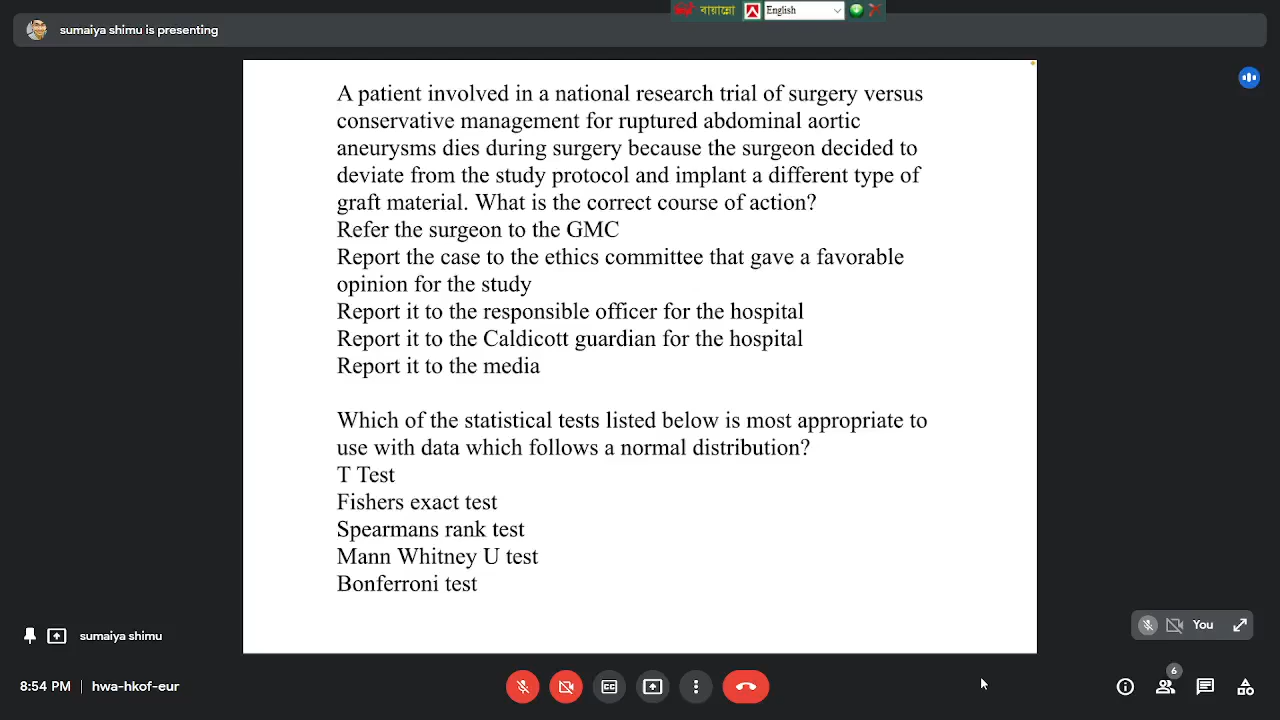 বায়ান্নো English
sumaiya shimu is presenting
A patient involved in a national research trial of surgery versus
conservative management for ruptured abdominal aortic
aneurysms dies during surgery because the surgeon decided to
deviate from the study protocol and implant a different type of
graft material. What is the correct course of action?
Refer the surgeon to the GMC
Report the case to the ethics committee that gave a favorable
opinion for the study
Report it to the responsible officer for the hospital
Report it to the Caldicott guardian for the hospital
Report it to the media
Which of the statistical tests listed below is most appropriate to
use with data which follows a normal distribution?
T Test
Fishers exact test
Spearmans rank test
Mann Whitney U test
Bonferroni test
sumaiya shimu
You
8:54 PM | hwa-hkof-eur
6